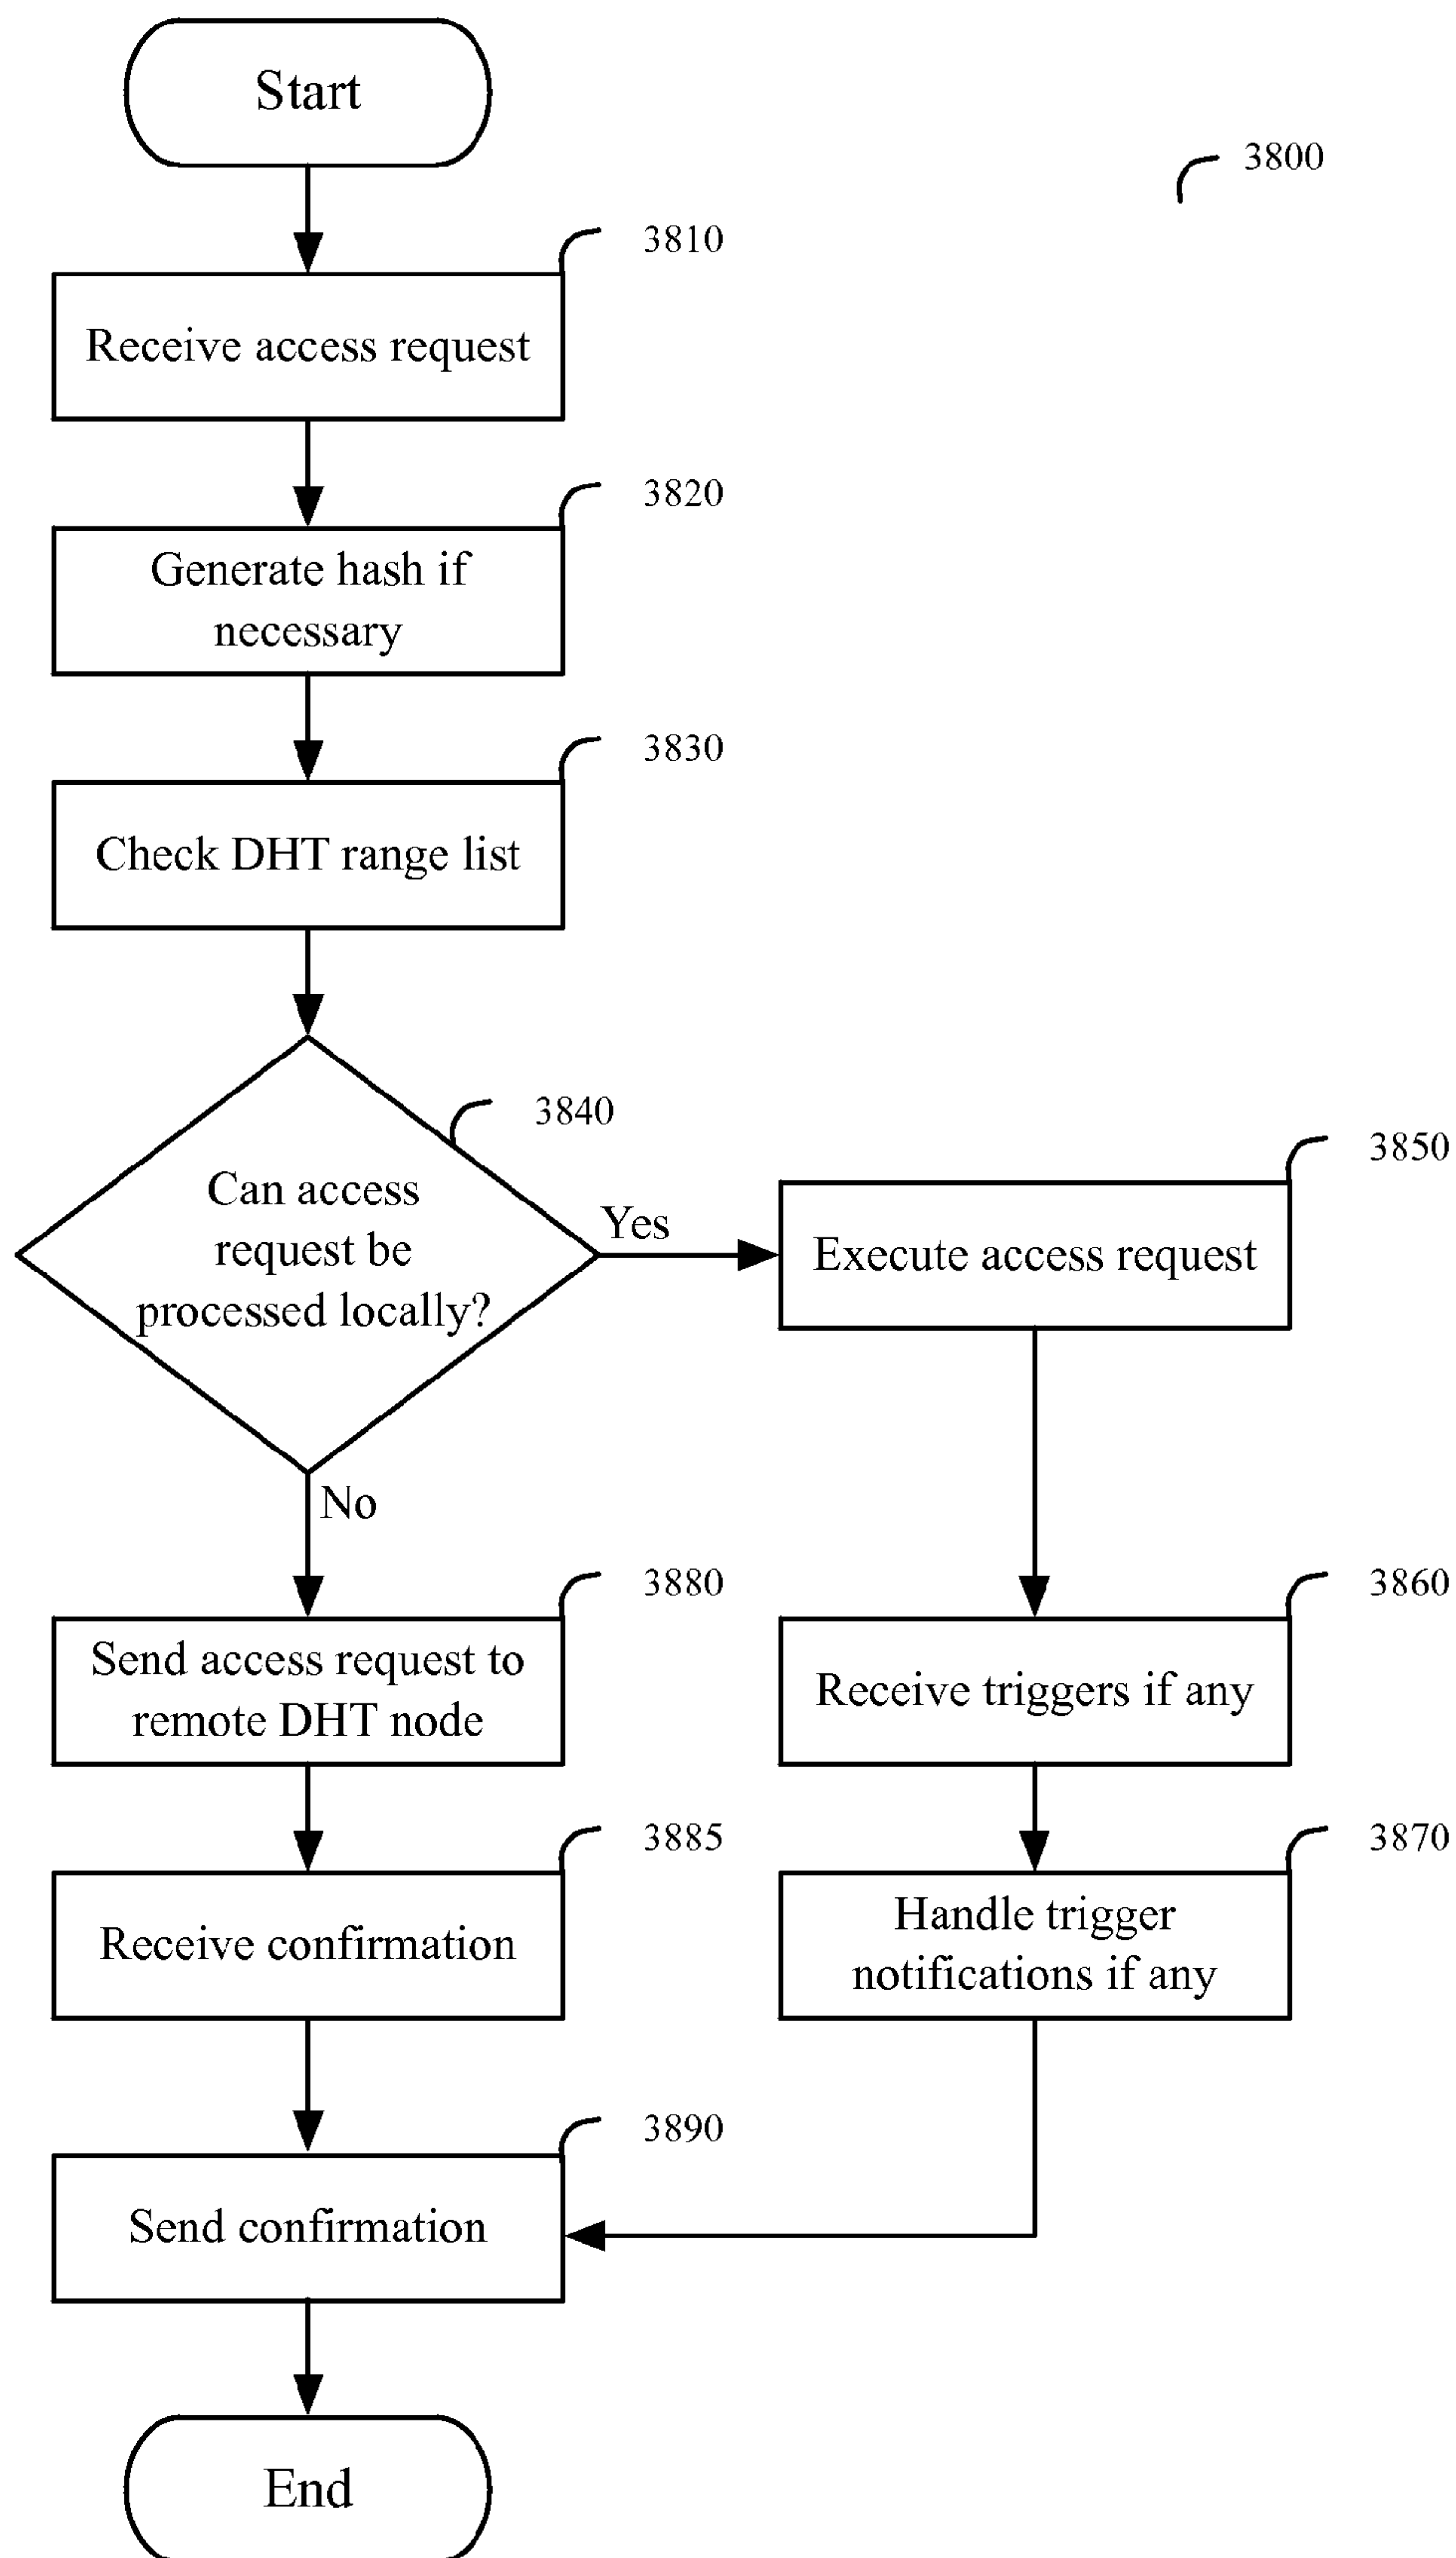 Start
3800
3810
Receive access request
3820
Generate hash if
necessary
3830
Check DHT range list
3840
Can access
request be
processed locally?
Yes
3850
Execute access request
No
3880
Send access request to
remote DHT node
3860
Receive triggers if any
3885
Receive confirmation
3870
Handle trigger
notifications if any
3890
Send confirmation
End